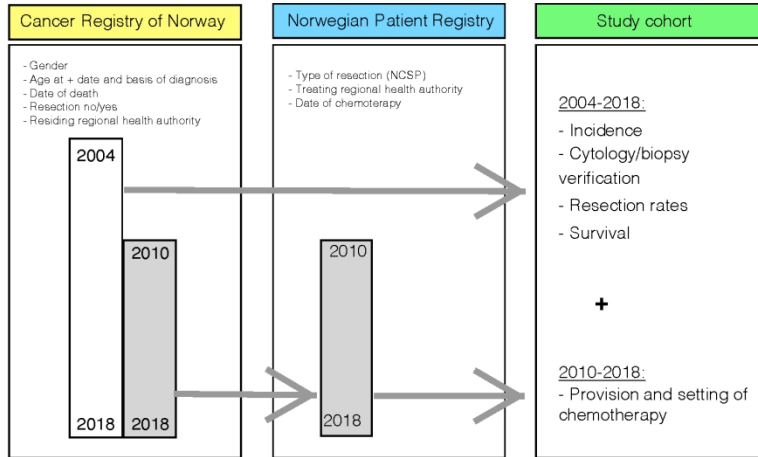 Cancer Registry of Norway
- Gender
- Age at + date and basis of diagnosis
- Date of death
- Resection no/yes
- Residing regional health authority
2004
2010
2018
2018
Norwegian Patient Registry
- Type of resection (NCSP)
- Treating regional health authority
- Date of chemoterapy
2010
2018
Study cohort
2004-2018:
- Incidence
- Cytology/biopsy
verification
- Resection rates
- Survival
+
2010-2018:
- Provision and setting of
chemotherapy